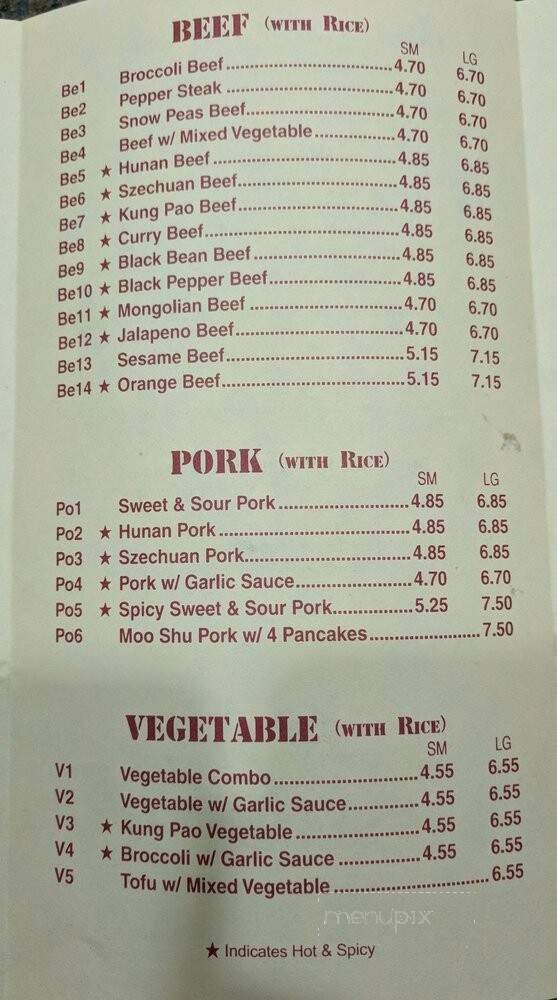 BEEF (WITH RICE)
SM LG
Be1 Broccoli Beef 4.70 6.70
Be2 Pepper Steak 4.70 6.70
Be3 Snow Peas Beef 4.70 6.70
Be4 Beef w/ Mixed Vegetable 4.70 6.70
Be5 ★ Hunan Beef 4.85 6.85
Be6 ★ Szechuan Beef 4.85 6.85
Be7 ★ Kung Pao Beef 4.85 6.85
Be8 ★ Curry Beef 4.85 6.85
Be9 ★ Black Bean Beef 4.85 6.85
Be10 ★ Black Pepper Beef 4.85 6.85
Be11 ★ Mongolian Beef 4.70 6.70
Be12 ★ Jalapeno Beef 4.70 6.70
Be13 Sesame Beef 5.15 7.15
Be14 ★ Orange Beef 5.15 7.15
PORK (WITH RICE)
SM LG
Po1 Sweet & Sour Pork 4.85 6.85
Po2 ★ Hunan Pork 4.85 6.85
Po3 ★ Szechuan Pork 4.85 6.85
Po4 ★ Pork w/ Garlic Sauce 4.70 6.70
Po5 ★ Spicy Sweet & Sour Pork 5.25 7.50
Po6 Moo Shu Pork w/ 4 Pancakes 7.50
VEGETABLE (WITH RICE)
SM LG
V1 Vegetable Combo 4.55 6.55
V2 Vegetable w/ Garlic Sauce 4.55 6.55
V3 ★ Kung Pao Vegetable 4.55 6.55
V4 ★ Broccoli w/ Garlic Sauce 4.55 6.55
V5 Tofu w/ Mixed Vegetable 6.55
menupix
★ Indicates Hot & Spicy